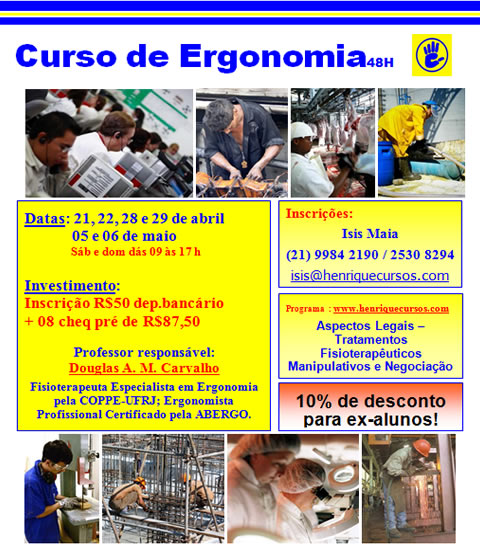 Curso de Ergonomia 48H
Datas: 21, 22, 28 e 29 de abril
05 e 06 de maio
Sáb e dom dás 09 às 17 h
Investimento:
Inscrição R$50 dep.bancário
+ 08 cheq pré de R$87,50
Professor responsável:
Douglas A. M. Carvalho
Fisioterapeuta Especialista em Ergonomia
pela COPPE-UFRJ; Ergonomista
Profissional Certificado pela ABERGO.
Inscrições:
Isis Maia
(21) 9984 2190 / 2530 8294
isis@henriquecursos.com
Programa : www.henriquecursos.com
Aspectos Legais –
Tratamentos
Fisioterapêuticos
Manipulativos e Negociação
10% de desconto
para ex-alunos!